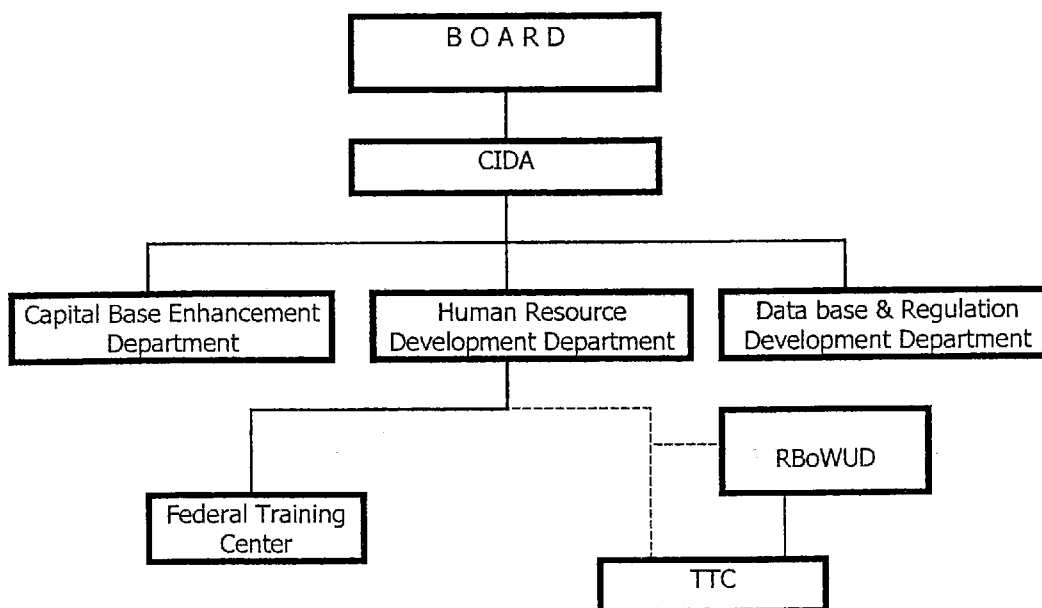 B O A R D
CIDA
Capital Base Enhancement
Department
Human Resource
Development Department
Data base & Regulation
Development Department
RBoWUD
Federal Training
Center
TTC